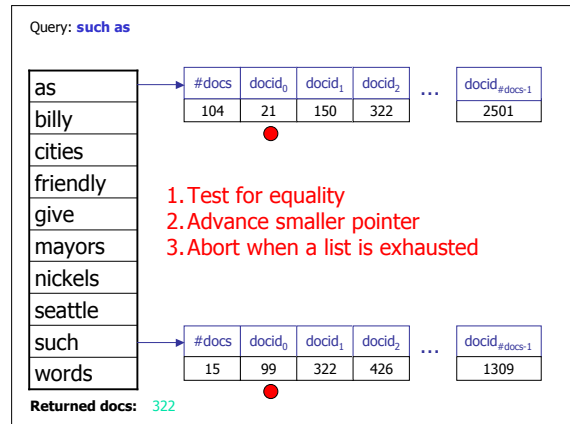 Query: such as
as
billy
cities
friendly
give
mayors
nickels
seattle
such
words
#docs docid0 docid1 docid2 ... docid#docs-1
104 21 150 322 2501
1. Test for equality
2. Advance smaller pointer
3. Abort when a list is exhausted
#docs docid0 docid1 docid2 ... docid#docs-1
15 99 322 426 1309
Returned docs: 322